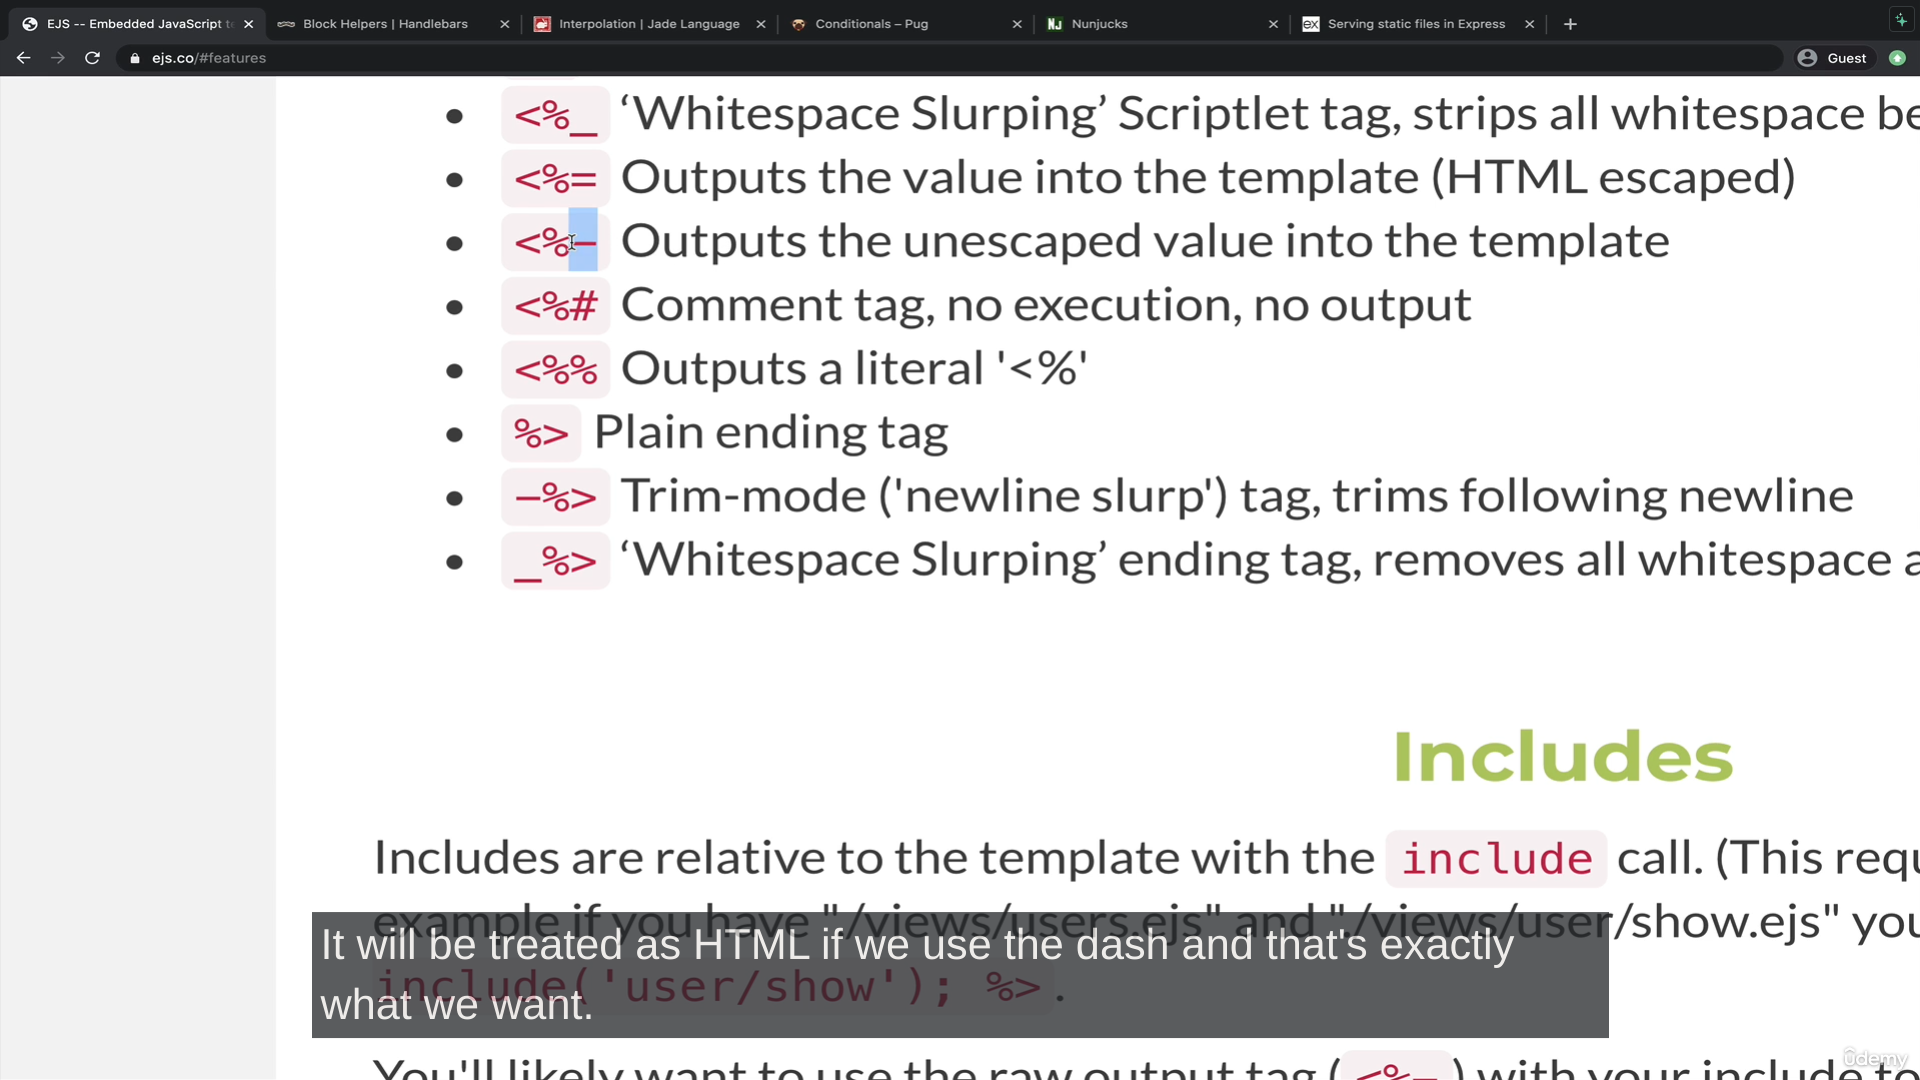 EJS -- Embedded JavaScript te
Block Helpers | Handlebars
Interpolation | Jade Language
Conditionals – Pug
Nunjucks
Serving static files in Express
ejs.co/#features
Guest
<%_ ‘Whitespace Slurping’ Scriptlet tag, strips all whitespace be
<%= Outputs the value into the template (HTML escaped)
<%- Outputs the unescaped value into the template
<%# Comment tag, no execution, no output
<%% Outputs a literal '<%'
%> Plain ending tag
-%> Trim-mode ('newline slurp') tag, trims following newline
_%> ‘Whitespace Slurping’ ending tag, removes all whitespace a
Includes
Includes are relative to the template with the include call. (This requ
example if you have "./views/users.ejs" and "./views/user/show.ejs" you
include('user/show'); %>.
It will be treated as HTML if we use the dash and that's exactly
what we want.
You'll likely want to use the raw output tag (<%-) with your include to
ûdemy